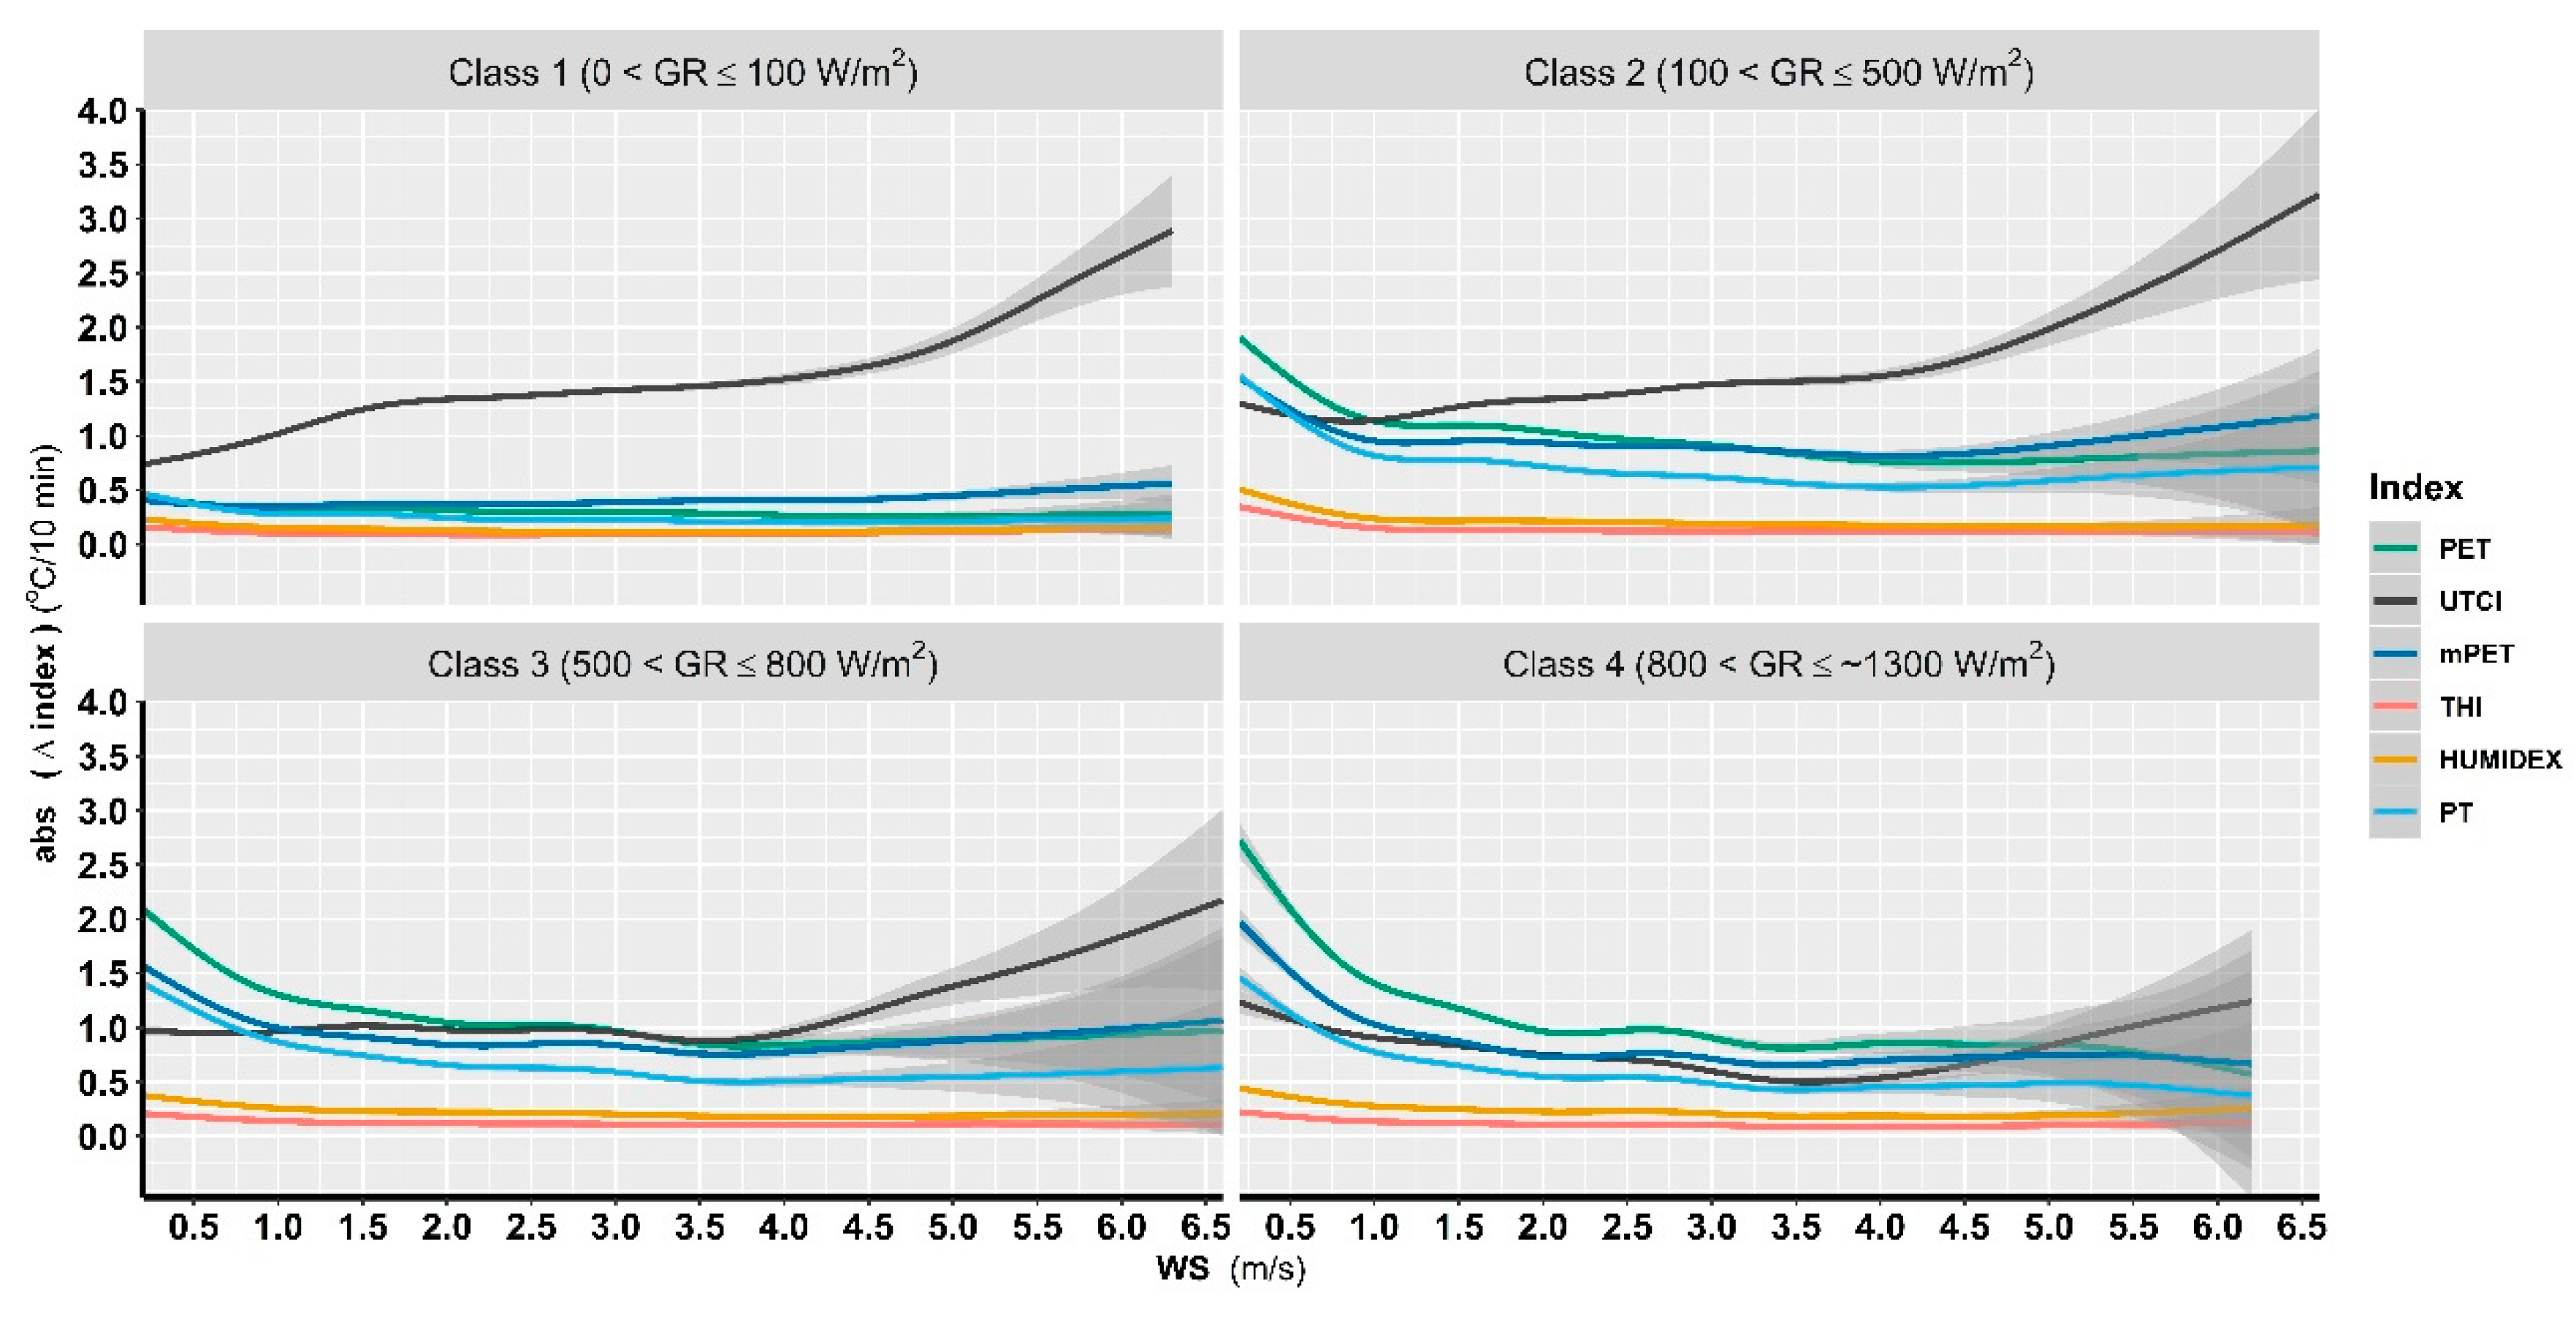 Class 1 (0 < GR ≤ 100 W/m²)
Class 2 (100 < GR ≤ 500 W/m²)
4.0
3.5
3.0
2.5
2.0
1.5
1.0
0.5
0.0
Class 3 (500 < GR ≤ 800 W/m²)
Class 4 (800 < GR ≤ ~1300 W/m²)
4.0
3.5
3.0
2.5
2.0
1.5
1.0
0.5
0.0
abs (Δ index) (°C/10 min)
0.5 1.0 1.5 2.0 2.5 3.0 3.5 4.0 4.5 5.0 5.5 6.0 6.5
0.5 1.0 1.5 2.0 2.5 3.0 3.5 4.0 4.5 5.0 5.5 6.0 6.5
WS (m/s)
Index
PET
UTCI
mPET
THI
HUMIDEX
PT